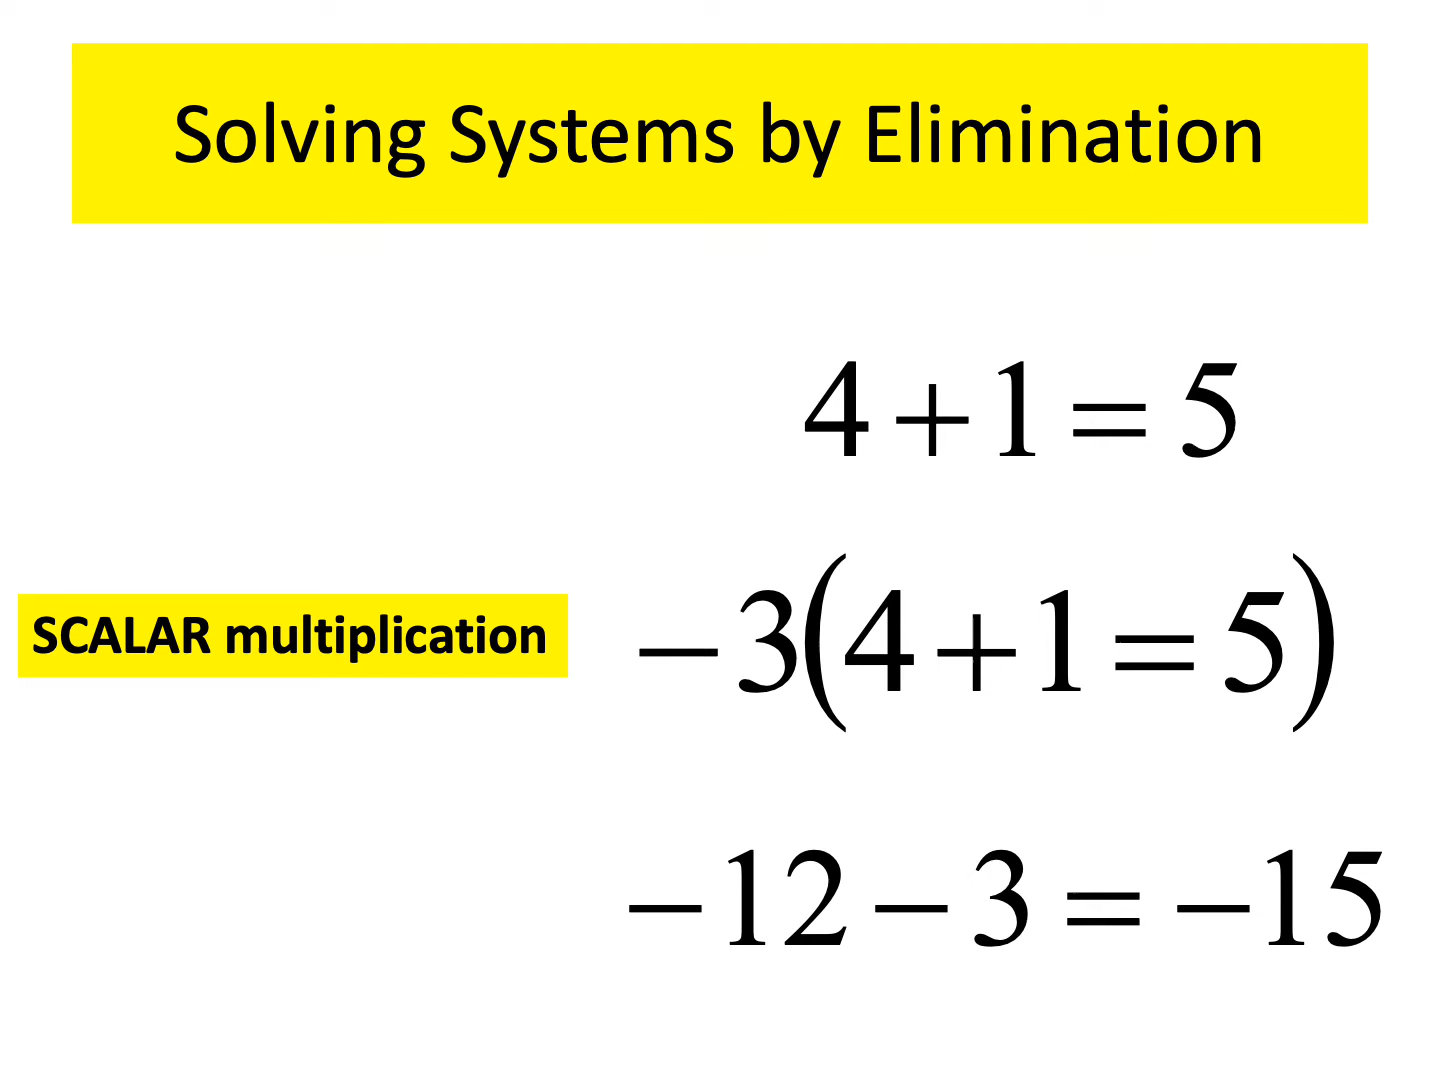 Solving Systems by Elimination
4 + 1 = 5
SCALAR multiplication
− 3(4 + 1 = 5)
− 12 − 3 = − 15